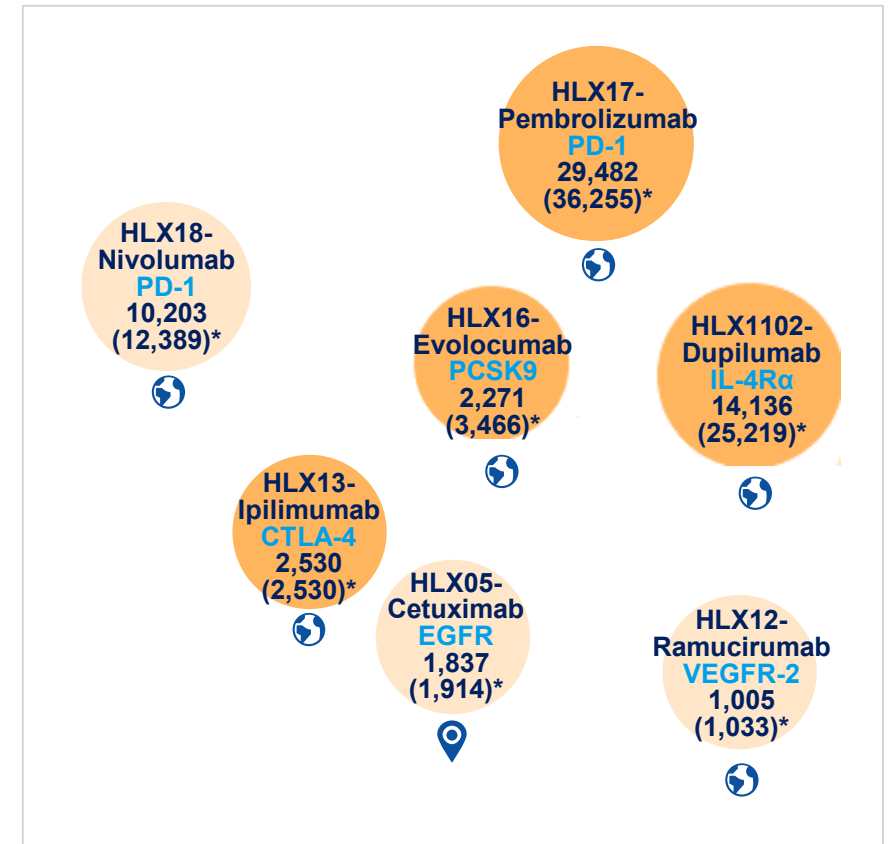 HLX17-
Pembrolizumab
PD-1
29,482
(36,255)*
HLX18-
Nivolumab
PD-1
10,203
(12,389)*
HLX16-
Evolocumab
PCSK9
2,271
(3,466)*
HLX1102-
Dupilumab
IL-4Rα
14,136
(25,219)*
HLX13-
Ipilimumab
CTLA-4
2,530
(2,530)*
HLX05-
Cetuximab
EGFR
1,837
(1,914)*
HLX12-
Ramucirumab
VEGFR-2
1,005
(1,033)*